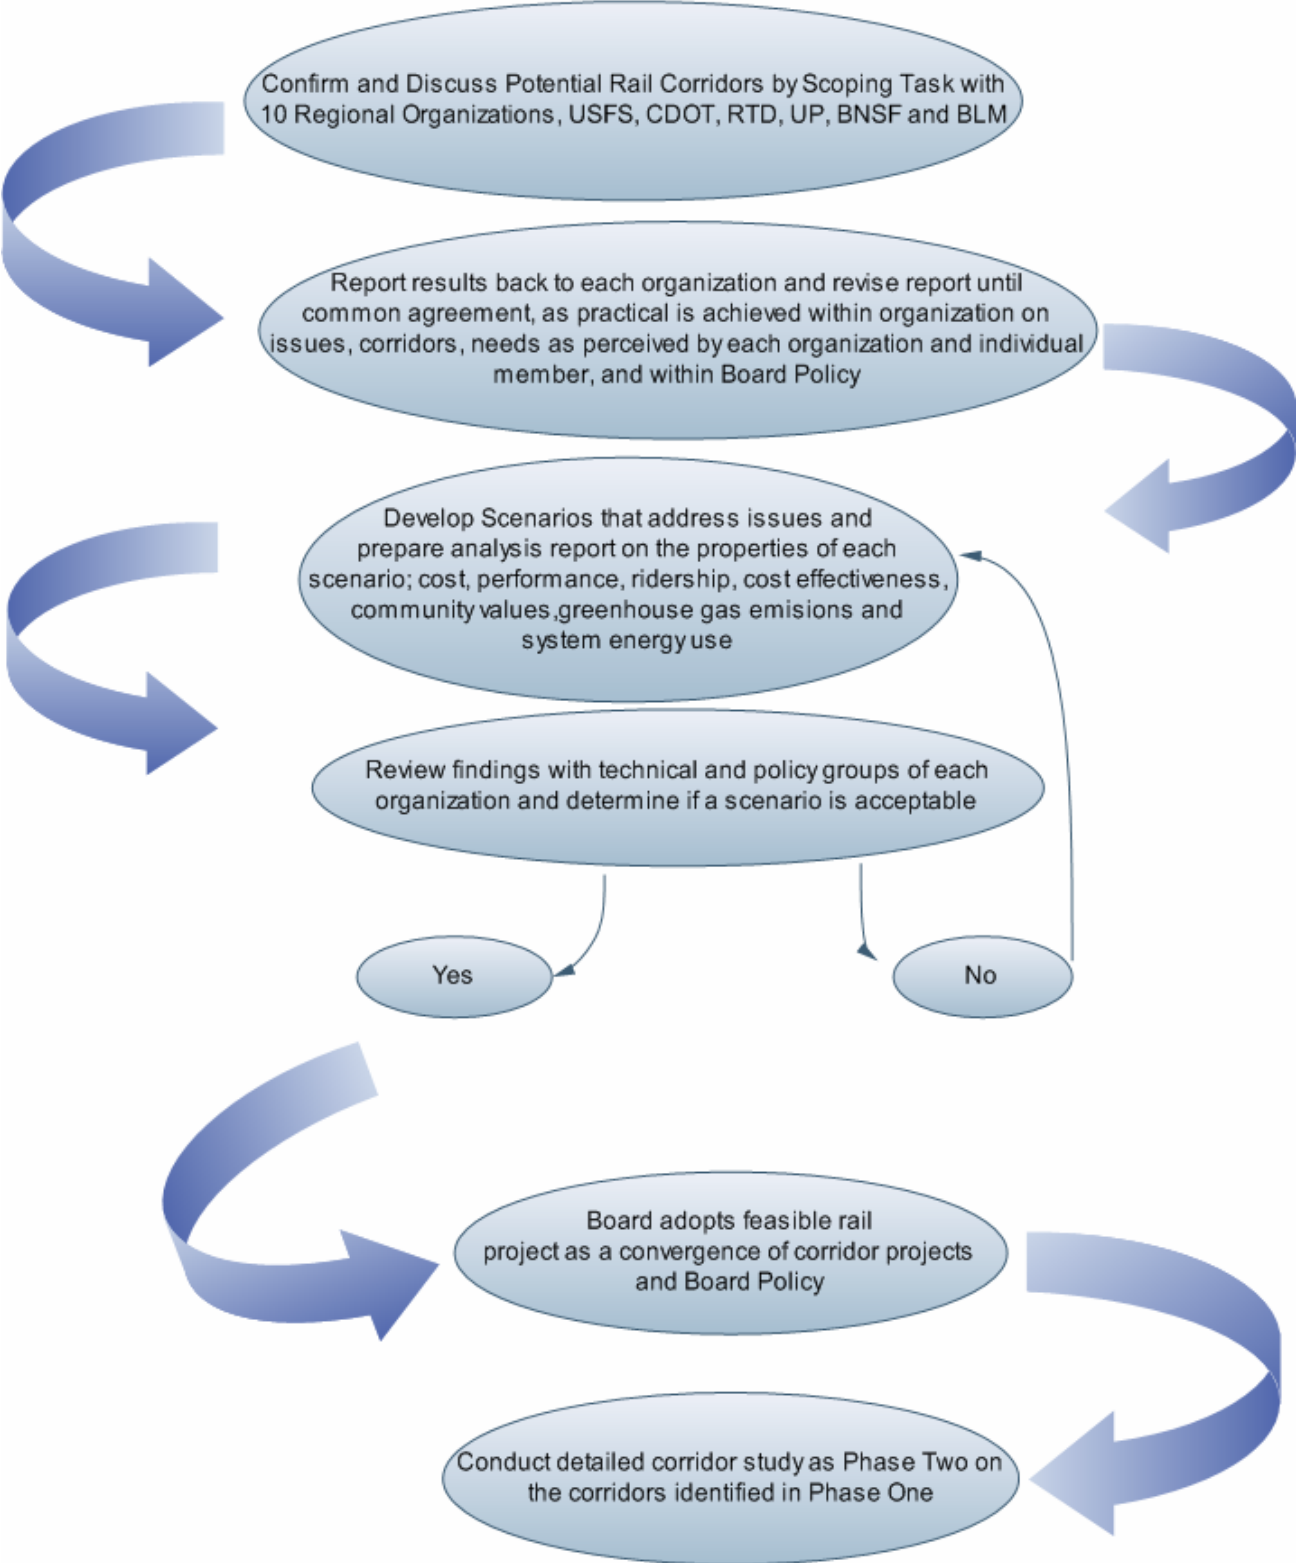 Confirm and Discuss Potential Rail Corridors by Scoping Task with
10 Regional Organizations, USFS, CDOT, RTD, UP, BNSF and BLM
Report results back to each organization and revise report until
common agreement, as practical is achieved within organization on
issues, corridors, needs as perceived by each organization and individual
member, and within Board Policy
Develop Scenarios that address issues and
prepare analysis report on the properties of each
scenario; cost, performance, ridership, cost effectiveness,
community values,greenhouse gas emisions and
system energy use
Review findings with technical and policy groups of each
organization and determine if a scenario is acceptable
Yes
No
Board adopts feasible rail
project as a convergence of corridor projects
and Board Policy
Conduct detailed corridor study as Phase Two on
the corridors identified in Phase One